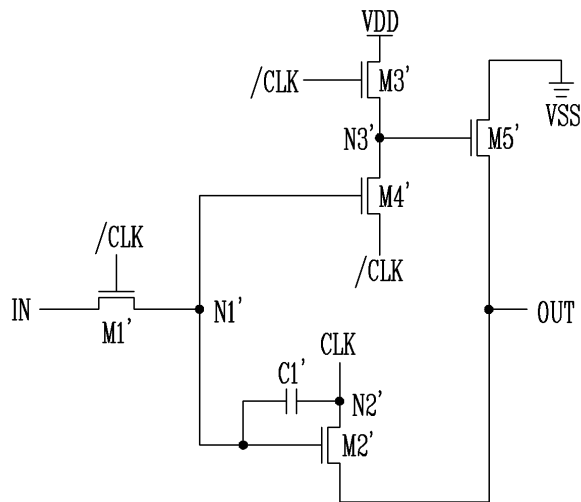 VDD
/CLK
M3'
VSS
N3'
M5'
M4'
/CLK
/CLK
IN
N1'
OUT
M1'
CLK
C1'
N2'
M2'